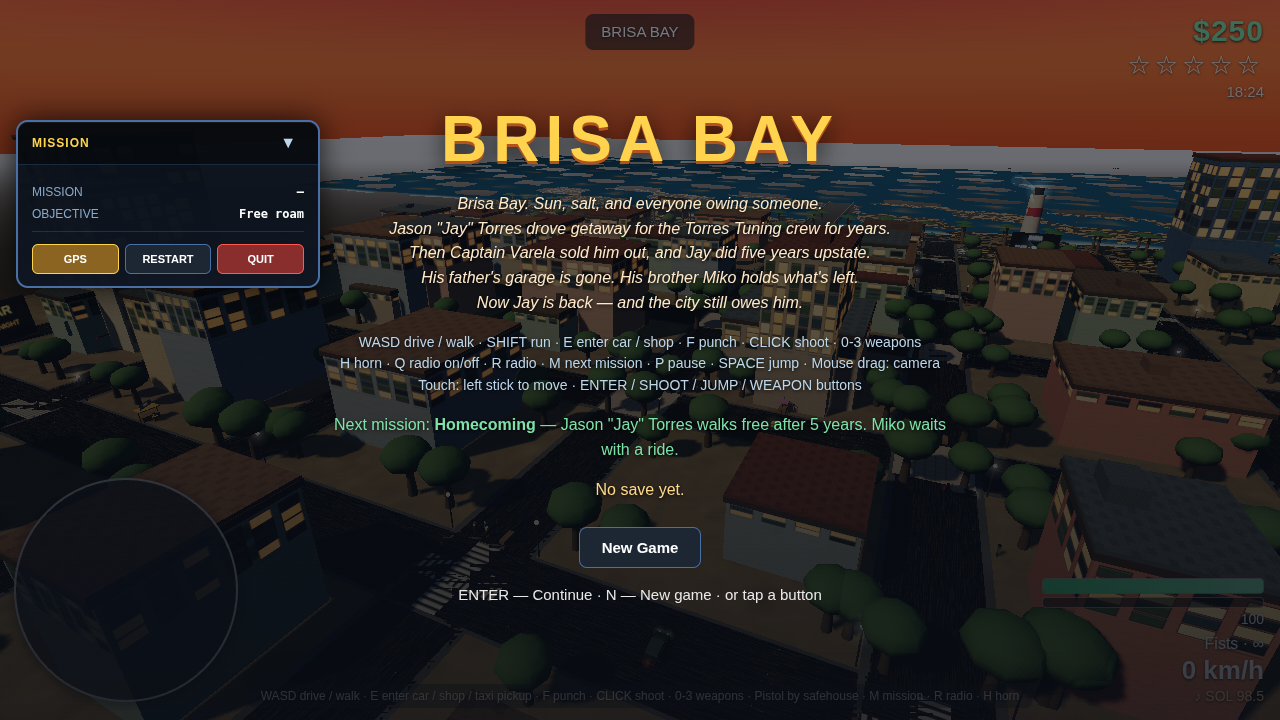 BRISA BAY
$250
☆☆☆☆☆
18:24
MISSION ▼
MISSION –
OBJECTIVE Free roam
GPS RESTART QUIT
BRISA BAY
Brisa Bay. Sun, salt, and everyone owing someone.
Jason "Jay" Torres drove getaway for the Torres Tuning crew for years.
Then Captain Varela sold him out, and Jay did five years upstate.
His father's garage is gone. His brother Miko holds what's left.
Now Jay is back — and the city still owes him.
WASD drive / walk · SHIFT run · E enter car / shop · F punch · CLICK shoot · 0-3 weapons
H horn · Q radio on/off · R radio · M next mission · P pause · SPACE jump · Mouse drag: camera
Touch: left stick to move · ENTER / SHOOT / JUMP / WEAPON buttons
Next mission: Homecoming — Jason "Jay" Torres walks free after 5 years. Miko waits
with a ride.
No save yet.
New Game
ENTER — Continue · N — New game · or tap a button
100
Fists · ∞
0 km/h
♪ SOL 98.5
WASD drive / walk · E enter car / shop / taxi pickup · F punch · CLICK shoot · 0-3 weapons · Pistol by safehouse · M mission · R radio · H horn